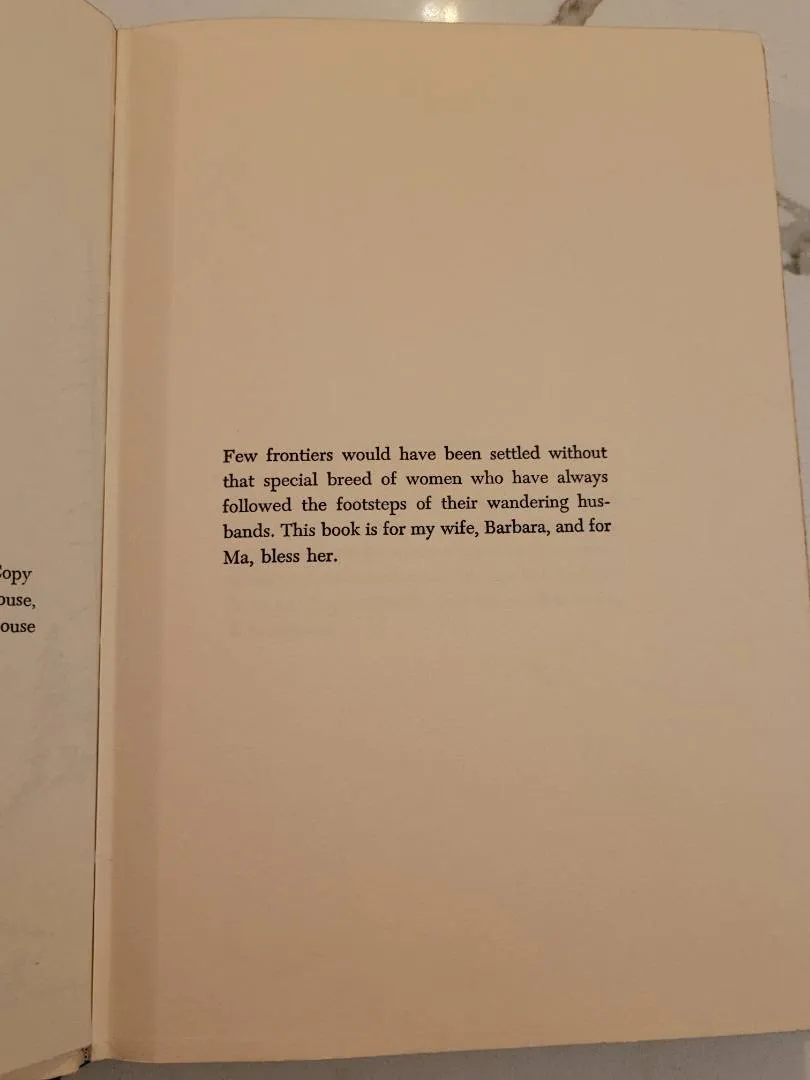 Few frontiers would have been settled without
that special breed of women who have always
followed the footsteps of their wandering hus-
bands. This book is for my wife, Barbara, and for
Ma, bless her.